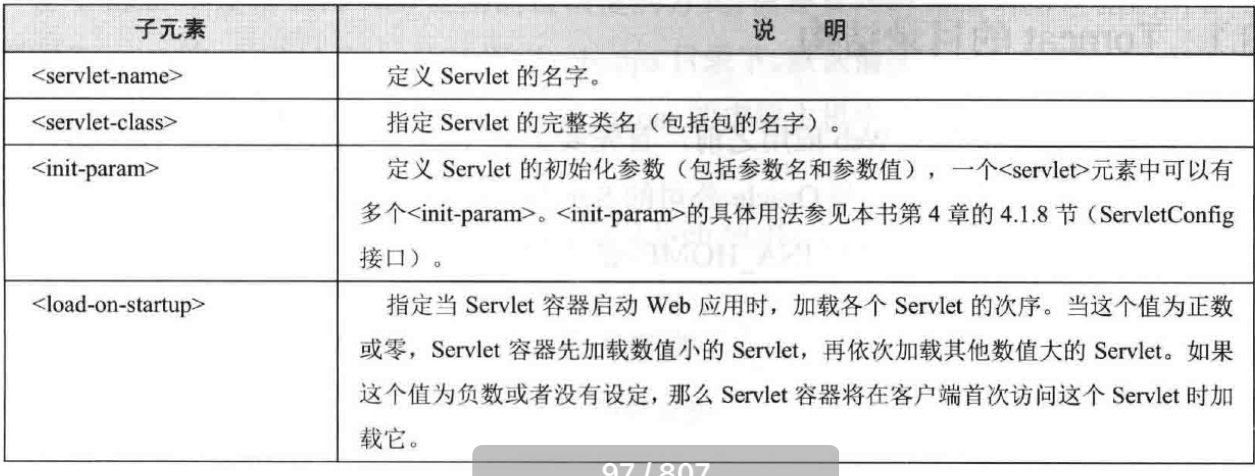 子元素 说 明
<servlet-name> 定义 Servlet 的名字。
<servlet-class> 指定 Servlet 的完整类名（包括包的名字）。
<init-param> 定义 Servlet 的初始化参数（包括参数名和参数值），一个<servlet>元素中可以有
多个<init-param>。<init-param>的具体用法参见本书第 4 章的 4.1.8 节（ServletConfig
接口）。
<load-on-startup> 指定当 Servlet 容器启动 Web 应用时，加载各个 Servlet 的次序。当这个值为正数
或零，Servlet 容器先加载数值小的 Servlet，再依次加载其他数值大的 Servlet。如果
这个值为负数或者没有设定，那么 Servlet 容器将在客户端首次访问这个 Servlet 时加
载它。
97 / 807